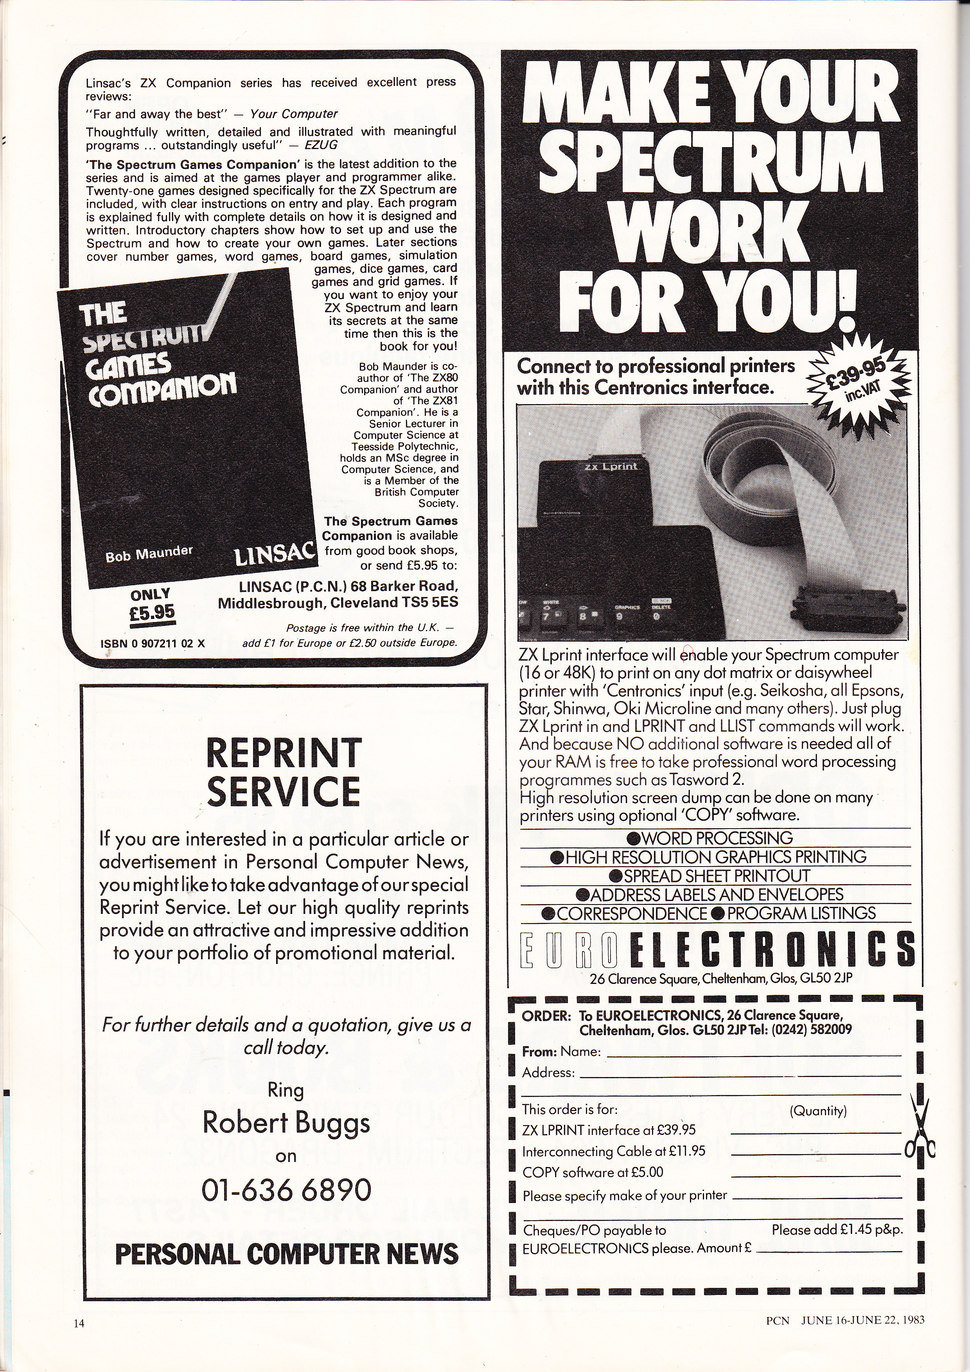 Linsac's ZX Companion series has received excellent press
reviews:
"Far and away the best" — Your Computer
Thoughtfully written, detailed and illustrated with meaningful
programs ... outstandingly useful" — EZUG
'The Spectrum Games Companion' is the latest addition to the
series and is aimed at the games player and programmer alike.
Twenty-one games designed specifically for the ZX Spectrum are
included, with clear instructions on entry and play. Each program
is explained fully with complete details on how it is designed and
written. Introductory chapters show how to set up and use the
Spectrum and how to create your own games. Later sections
cover number games, word games, board games, simulation
games, dice games, card
games and grid games. If
you want to enjoy your
ZX Spectrum and learn
its secrets at the same
time then this is the
book for you!
Bob Maunder is co-
author of 'The ZX80
Companion' and author
of 'The ZX81
Companion'. He is a
Senior Lecturer in
Computer Science at
Teesside Polytechnic,
holds an MSc degree in
Computer Science, and
is a Member of the
British Computer
Society.
The Spectrum Games
Companion is available
from good book shops,
or send £5.95 to:
LINSAC (P.C.N.) 68 Barker Road,
Middlesbrough, Cleveland TS5 5ES
Postage is free within the U.K. —
add £1 for Europe or £2.50 outside Europe.
THE
SPECTRUM
GAMES
COMPANION
Bob Maunder
LINSAC
ONLY
£5.95
ISBN 0 907211 02 X
REPRINT
SERVICE
If you are interested in a particular article or
advertisement in Personal Computer News,
you might like to take advantage of our special
Reprint Service. Let our high quality reprints
provide an attractive and impressive addition
to your portfolio of promotional material.
For further details and a quotation, give us a
call today.
Ring
Robert Buggs
on
01-636 6890
PERSONAL COMPUTER NEWS
MAKE YOUR
SPECTRUM
WORK
FOR YOU!
Connect to professional printers
with this Centronics interface.
£39·95
inc. VAT
ZX Lprint
WHITE
GRAPHICS
DELETE
7
8
9
0
ZX Lprint interface will enable your Spectrum computer
(16 or 48K) to print on any dot matrix or daisywheel
printer with 'Centronics' input (e.g. Seikosha, all Epsons,
Star, Shinwa, Oki Microline and many others). Just plug
ZX Lprint in and LPRINT and LLIST commands will work.
And because NO additional software is needed all of
your RAM is free to take professional word processing
programmes such as Tasword 2.
High resolution screen dump can be done on many
printers using optional 'COPY' software.
●WORD PROCESSING
●HIGH RESOLUTION GRAPHICS PRINTING
●SPREAD SHEET PRINTOUT
●ADDRESS LABELS AND ENVELOPES
●CORRESPONDENCE ●PROGRAM LISTINGS
EUROELECTRONICS
26 Clarence Square, Cheltenham, Glos, GL50 2JP
ORDER: To EUROELECTRONICS, 26 Clarence Square,
Cheltenham, Glos. GL50 2JP Tel: (0242) 582009
From: Name:
Address:
This order is for: (Quantity)
ZX LPRINT interface at £39.95
Interconnecting Cable at £11.95
COPY software at £5.00
Please specify make of your printer
Cheques/PO payable to Please add £1.45 p&p.
EUROELECTRONICS please. Amount £
14
PCN JUNE 16-JUNE 22, 1983